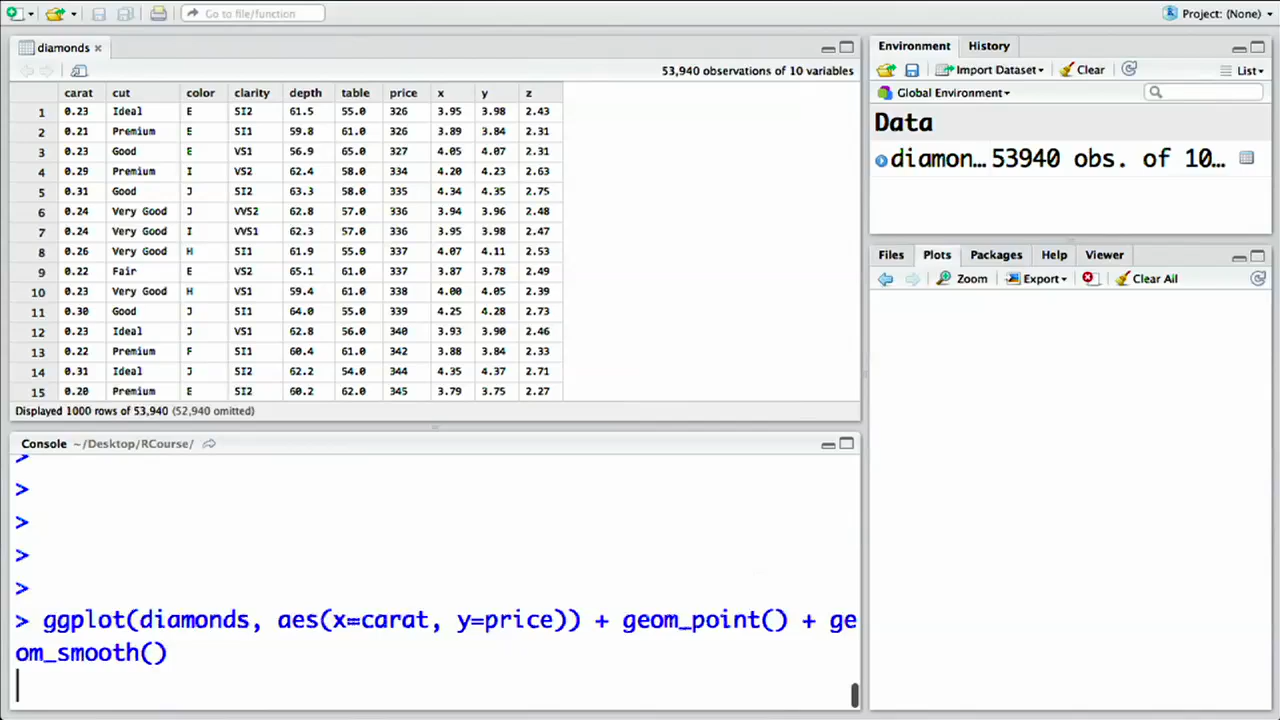 Go to file/function
Project: (None)
diamonds
53,940 observations of 10 variables
carat cut color clarity depth table price x y z
1 0.23 Ideal E SI2 61.5 55.0 326 3.95 3.98 2.43
2 0.21 Premium E SI1 59.8 61.0 326 3.89 3.84 2.31
3 0.23 Good E VS1 56.9 65.0 327 4.05 4.07 2.31
4 0.29 Premium I VS2 62.4 58.0 334 4.20 4.23 2.63
5 0.31 Good J SI2 63.3 58.0 335 4.34 4.35 2.75
6 0.24 Very Good J VVS2 62.8 57.0 336 3.94 3.96 2.48
7 0.24 Very Good I VVS1 62.3 57.0 336 3.95 3.98 2.47
8 0.26 Very Good H SI1 61.9 55.0 337 4.07 4.11 2.53
9 0.22 Fair E VS2 65.1 61.0 337 3.87 3.78 2.49
10 0.23 Very Good H VS1 59.4 61.0 338 4.00 4.05 2.39
11 0.30 Good J SI1 64.0 55.0 339 4.25 4.28 2.73
12 0.23 Ideal J VS1 62.8 56.0 340 3.93 3.90 2.46
13 0.22 Premium F SI1 60.4 61.0 342 3.88 3.84 2.33
14 0.31 Ideal J SI2 62.2 54.0 344 4.35 4.37 2.71
15 0.20 Premium E SI2 60.2 62.0 345 3.79 3.75 2.27
Displayed 1000 rows of 53,940 (52,940 omitted)
Console ~/Desktop/RCourse/
>
>
>
>
>
> ggplot(diamonds, aes(x=carat, y=price)) + geom_point() + ge
om_smooth()
Environment History
Import Dataset Clear List
Global Environment
Data
diamon… 53940 obs. of 10…
Files Plots Packages Help Viewer
Zoom Export Clear All